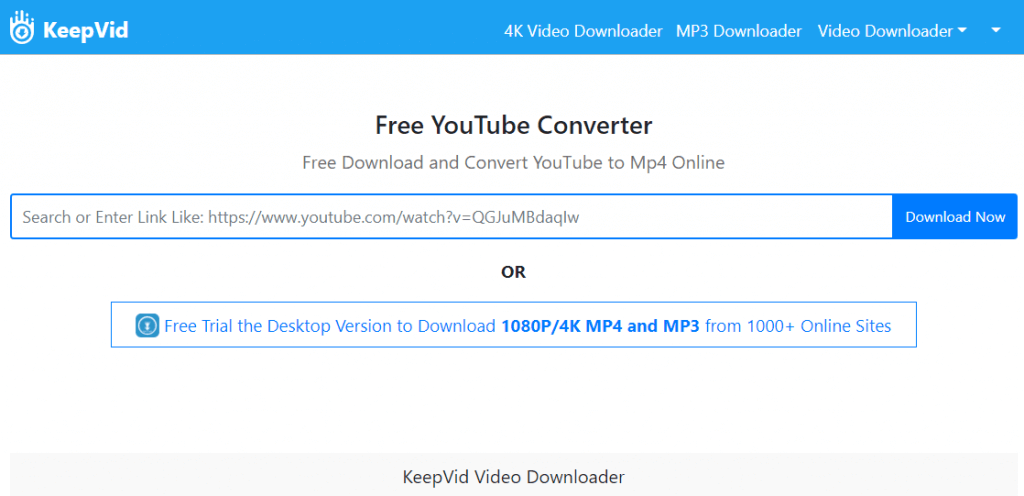 KeepVid
4K Video Downloader MP3 Downloader Video Downloader
Free YouTube Converter
Free Download and Convert YouTube to Mp4 Online
Search or Enter Link Like: https://www.youtube.com/watch?v=QGJuMBdaqIw
Download Now
OR
Free Trial the Desktop Version to Download 1080P/4K MP4 and MP3 from 1000+ Online Sites
KeepVid Video Downloader